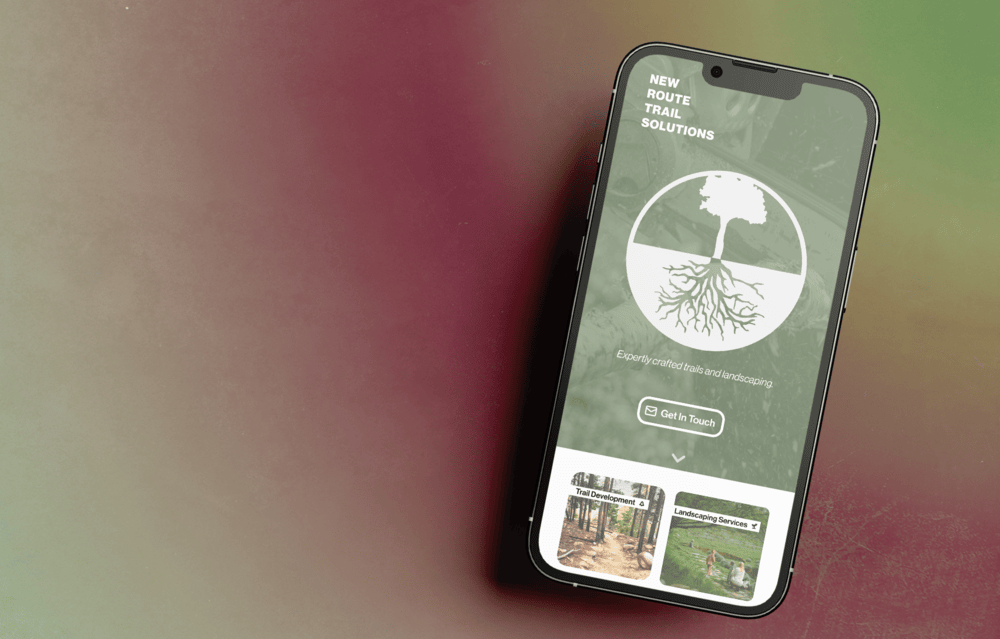 NEW
ROUTE
TRAIL
SOLUTIONS
Expertly crafted trails and landscaping.
Get In Touch
Trail Development
Landscaping Services